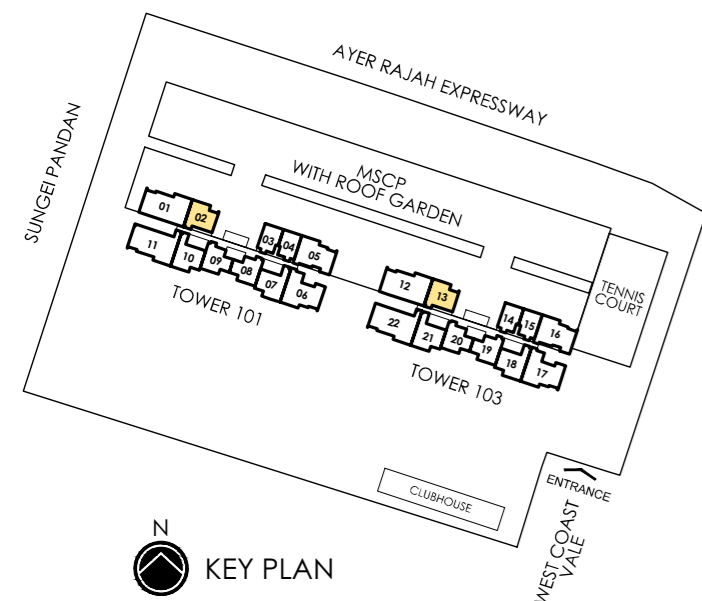 AYER RAJAH EXPRESSWAY
SUNGEI PANDAN
MSCP
WITH ROOF GARDEN
01
02
03
04
05
11
10
09
08
07
06
TOWER 101
TENNIS
COURT
12
13
14
15
16
22
21
20
19
18
17
TOWER 103
CLUBHOUSE
ENTRANCE
WEST COAST
VALE
N
KEY PLAN